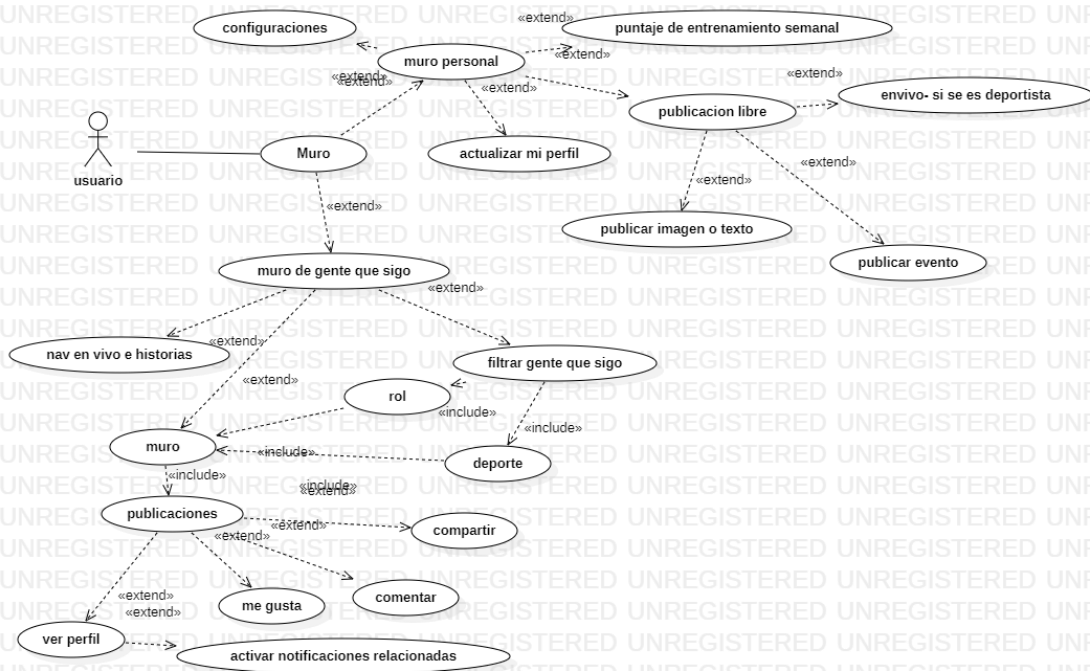 configuraciones
«extend»
puntaje de entrenamiento semanal
muro personal
«extend»
«extend»
«extend»
«extend»
«extend»
envivo- si se es deportista
publicacion libre
usuario
Muro
actualizar mi perfil
«extend»
«extend»
«extend»
publicar imagen o texto
publicar evento
muro de gente que sigo
«extend»
nav en vivo e historias
«extend»
filtrar gente que sigo
«extend»
rol
«include»
«include»
muro
«include»
deporte
«include»
«include»
«extend»
publicaciones
«extend»
«extend»
compartir
«extend»
«extend»
me gusta
comentar
ver perfil
activar notificaciones relacionadas
UNREGISTERED